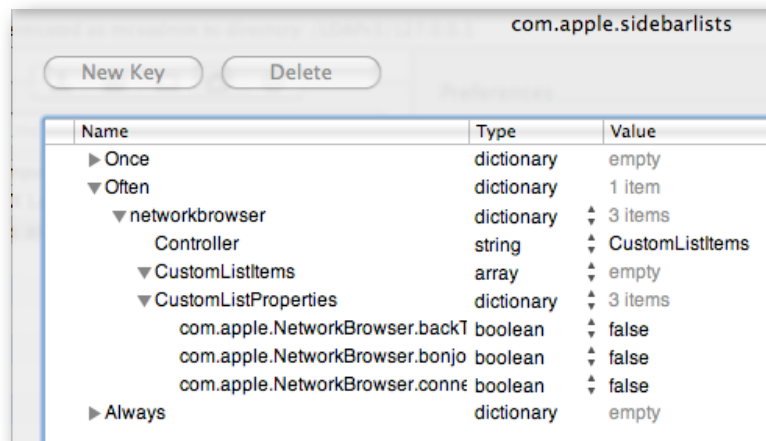 com.apple.sidebarlists
New Key Delete
Preferences
Name Type Value
Once dictionary empty
Often dictionary 1 item
networkbrowser dictionary 3 items
Controller string CustomListItems
CustomListItems array empty
CustomListProperties dictionary 3 items
com.apple.NetworkBrowser.backT boolean false
com.apple.NetworkBrowser.bonjo boolean false
com.apple.NetworkBrowser.conne boolean false
Always dictionary empty